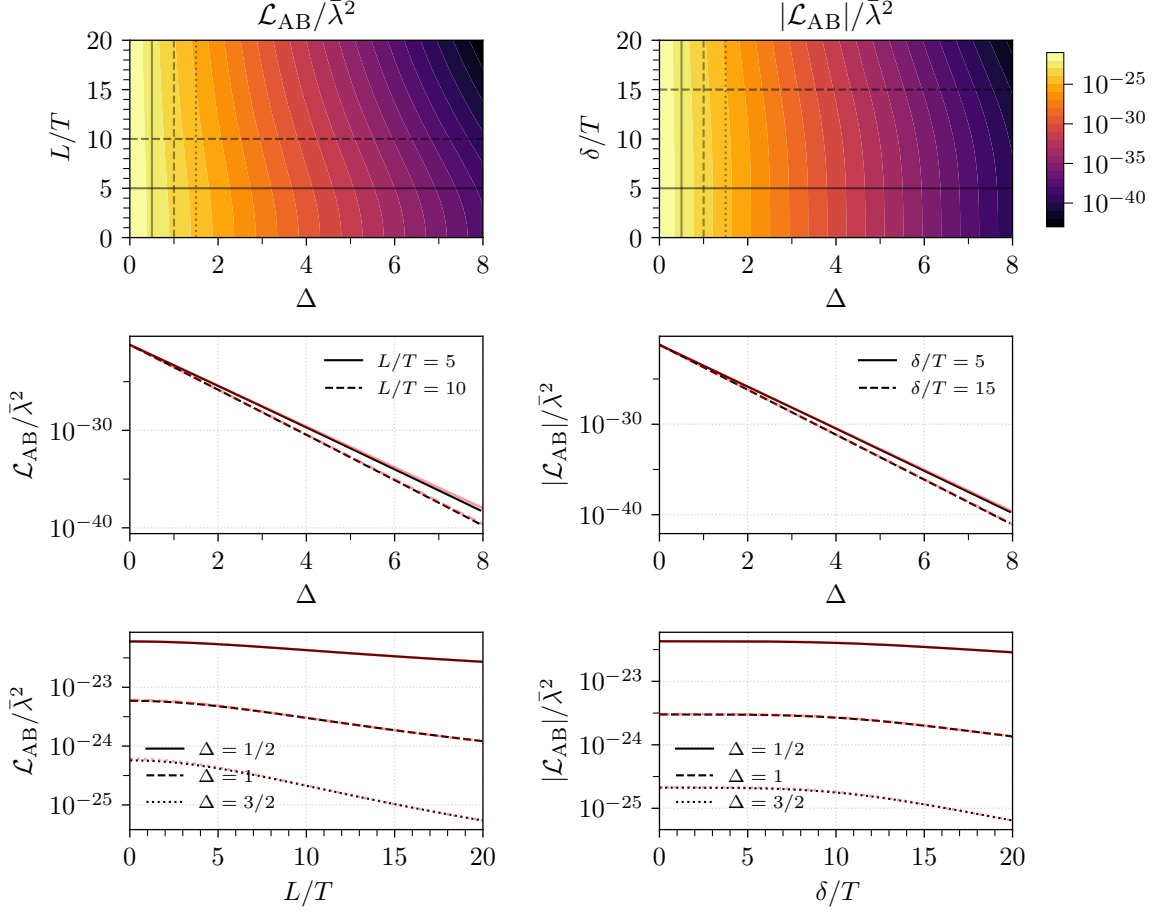 ℒ_AB/λ̄²
|ℒ_AB|/λ̄²
20
15
10
5
0
L/T
0 2 4 6 8
Δ
20
15
10
5
0
δ/T
0 2 4 6 8
Δ
10⁻²⁵
10⁻³⁰
10⁻³⁵
10⁻⁴⁰
ℒ_AB/λ̄²
10⁻³⁰
10⁻⁴⁰
L/T = 5
L/T = 10
0 2 4 6 8
Δ
|ℒ_AB|/λ̄²
10⁻³⁰
10⁻⁴⁰
δ/T = 5
δ/T = 15
0 2 4 6 8
Δ
ℒ_AB/λ̄²
10⁻²³
10⁻²⁴
10⁻²⁵
Δ = 1/2
Δ = 1
Δ = 3/2
0 5 10 15 20
L/T
|ℒ_AB|/λ̄²
10⁻²³
10⁻²⁴
10⁻²⁵
Δ = 1/2
Δ = 1
Δ = 3/2
0 5 10 15 20
δ/T